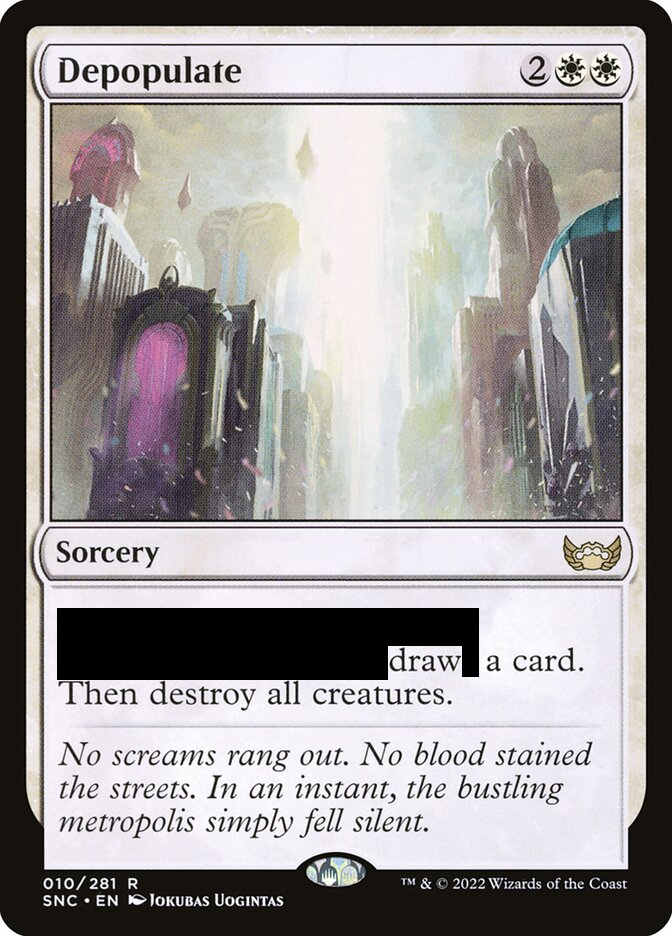 Depopulate 2
Sorcery
draw a card.
Then destroy all creatures.
No screams rang out. No blood stained
the streets. In an instant, the bustling
metropolis simply fell silent.
010/281 R
SNC • EN Jokubas Uogintas
™ & © 2022 Wizards of the Coast